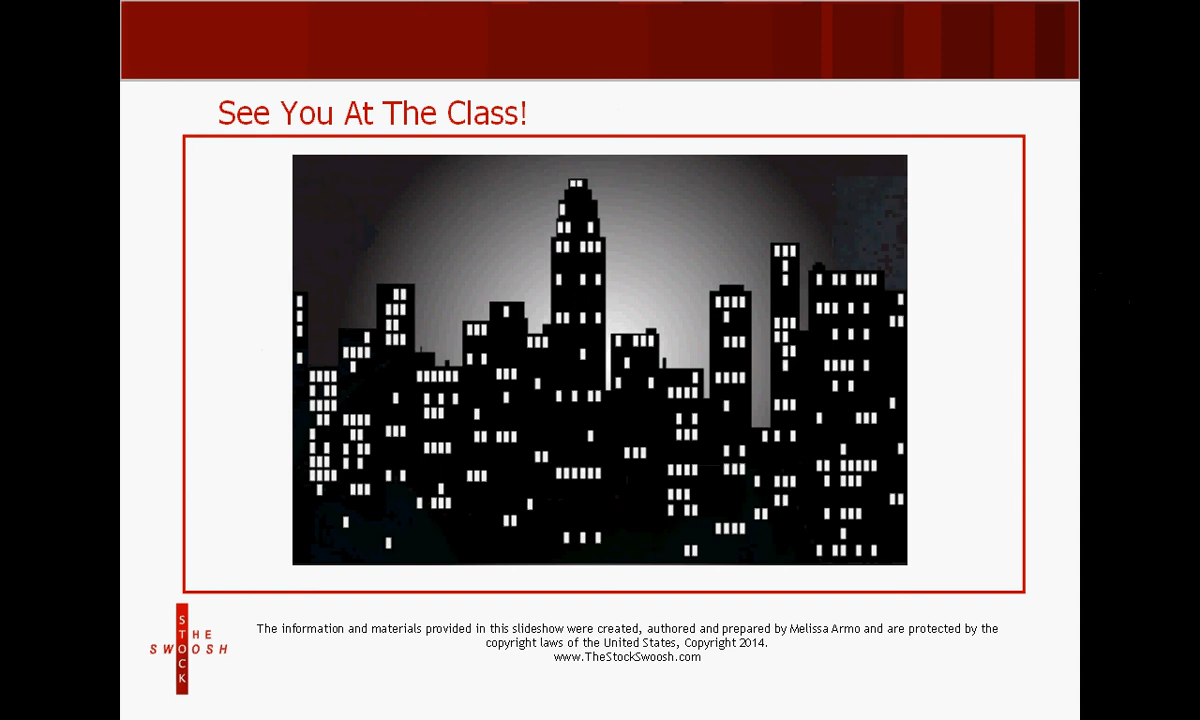 See You At The Class!
The information and materials provided in this slideshow were created, authored and prepared by Melissa Armo and are protected by the
copyright laws of the United States, Copyright 2014.
www.TheStockSwoosh.com
THE
STOCK
SWOOSH